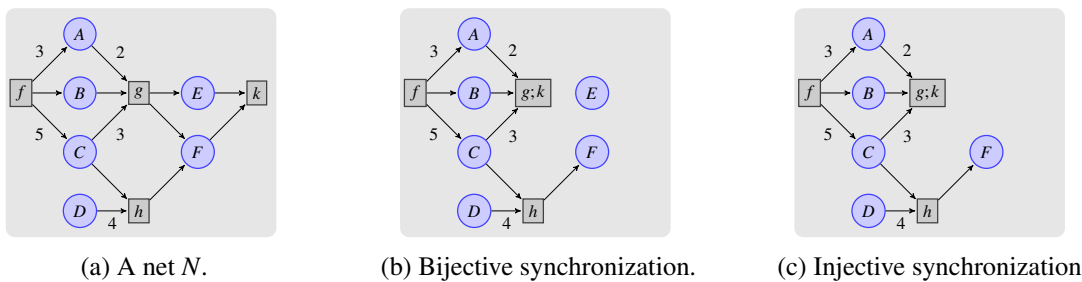 A
3
2
f
B
g
E
k
5
3
C
F
D
4
h
(a) A net N.
A
3
2
f
B
g;k
E
5
3
C
F
D
4
h
(b) Bijective synchronization.
A
3
2
f
B
g;k
5
3
C
F
D
4
h
(c) Injective synchronization